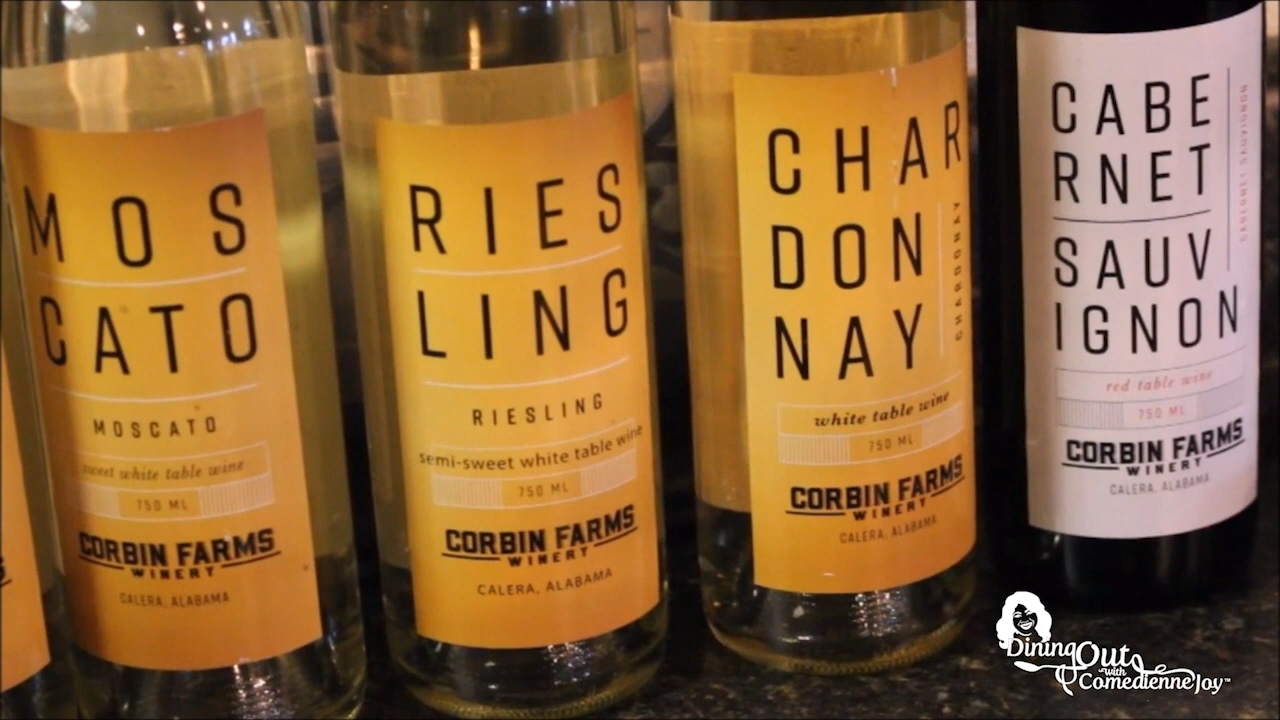 MOS
CATO
MOSCATO
sweet white table wine
750 ML
CORBIN FARMS
WINERY
CALERA, ALABAMA
RIES
LING
RIESLING
semi-sweet white table wine
750 ML
CORBIN FARMS
WINERY
CALERA, ALABAMA
CHAR
DON
NAY
CHARDONNAY
white table wine
750 ML
CORBIN FARMS
WINERY
CALERA, ALABAMA
CABE
RNET
SAUV
IGNON
CABERNET SAUVIGNON
red table wine
750 ML
CORBIN FARMS
WINERY
CALERA, ALABAMA
Dining Out
with
Comedienne Joy™